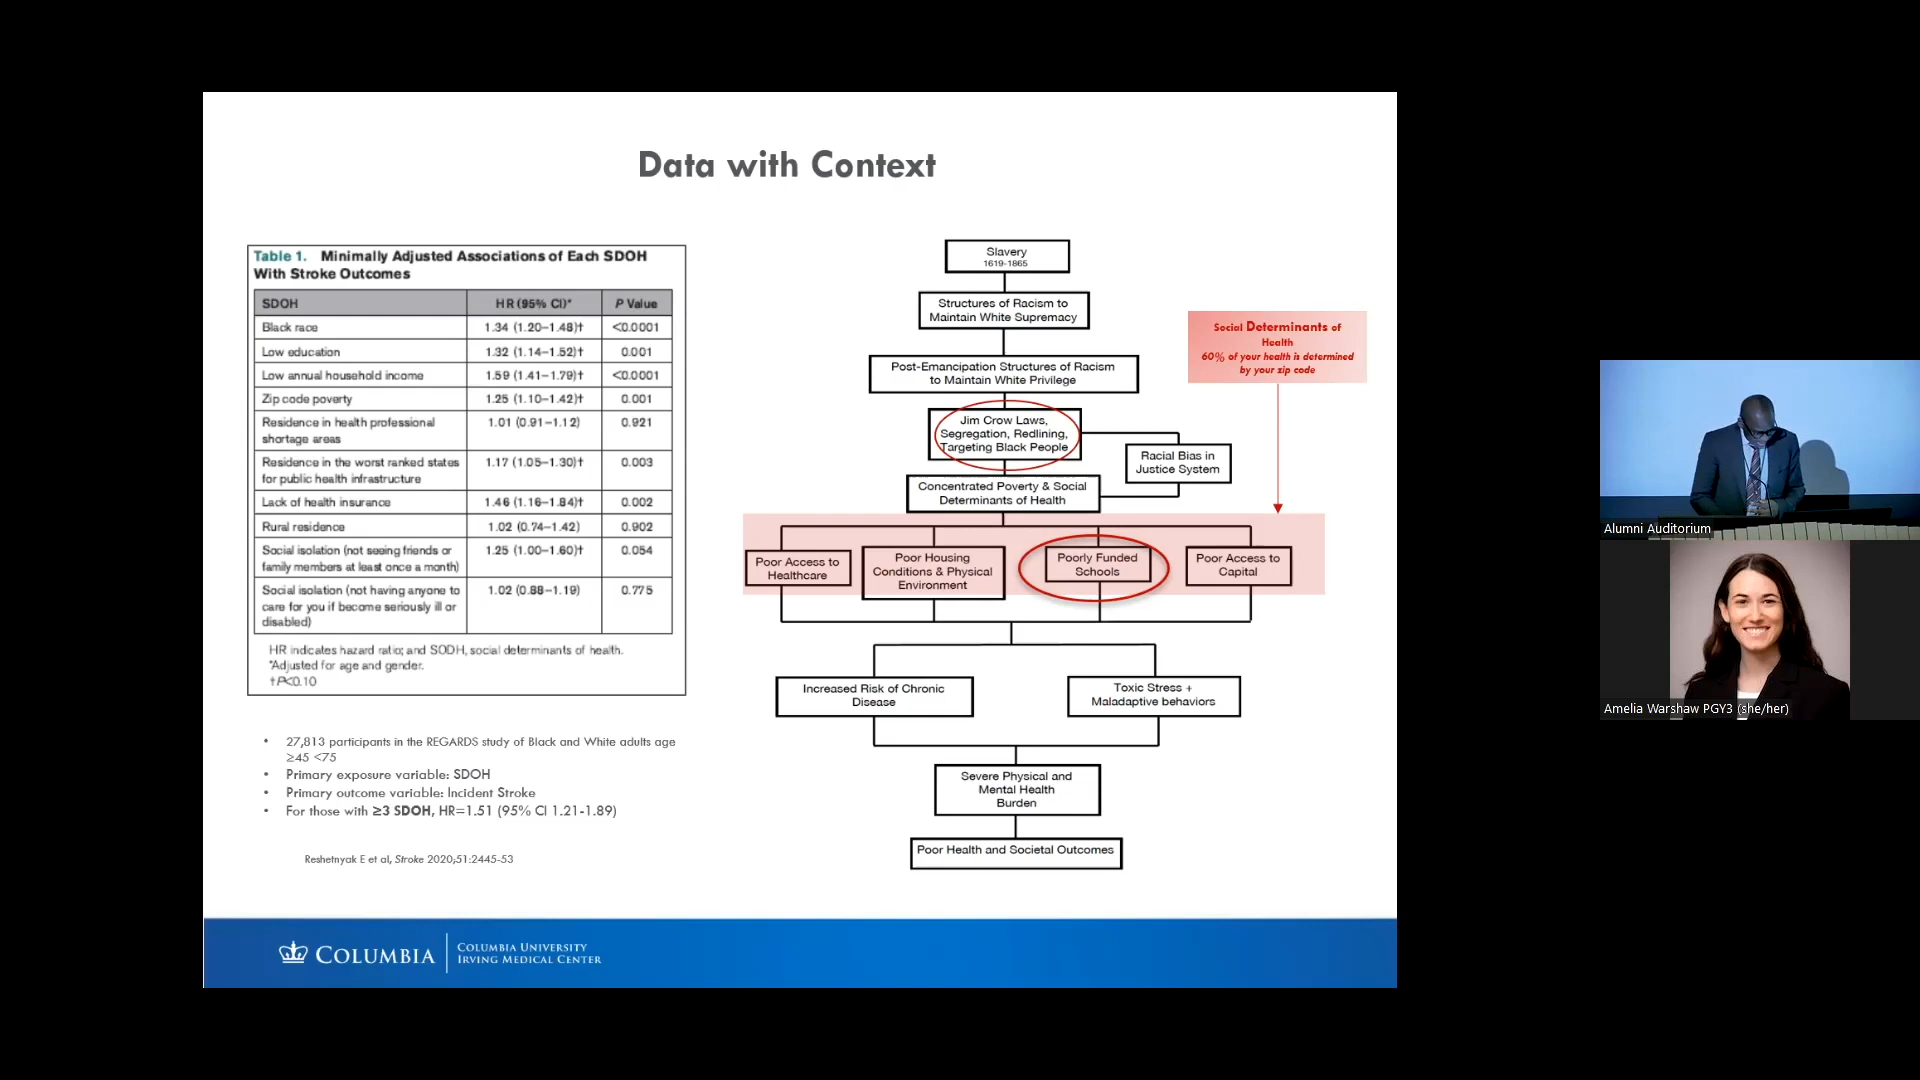 Data with Context
Table 1. Minimally Adjusted Associations of Each SDOH
With Stroke Outcomes
SDOH HR (95% CI)* P Value
Black race 1.34 (1.20–1.48)† <0.0001
Low education 1.32 (1.14–1.52)† 0.001
Low annual household income 1.59 (1.41–1.79)† <0.0001
Zip code poverty 1.25 (1.10–1.42)† 0.001
Residence in health professional 1.01 (0.91–1.12) 0.921
shortage areas
Residence in the worst ranked states 1.17 (1.05–1.30)† 0.003
for public health infrastructure
Lack of health insurance 1.46 (1.16–1.84)† 0.002
Rural residence 1.02 (0.74–1.42) 0.902
Social isolation (not seeing friends or 1.25 (1.00–1.60)† 0.054
family members at least once a month)
Social isolation (not having anyone to 1.02 (0.88–1.19) 0.775
care for you if become seriously ill or
disabled)
HR indicates hazard ratio; and SODH, social determinants of health.
*Adjusted for age and gender.
†P<0.10
• 27,813 participants in the REGARDS study of Black and White adults age
≥45 <75
• Primary exposure variable: SDOH
• Primary outcome variable: Incident Stroke
• For those with ≥3 SDOH, HR=1.51 (95% CI 1.21-1.89)
Reshetnyak E et al, Stroke 2020;51:2445-53
Slavery
1619-1865
Structures of Racism to
Maintain White Supremacy
Post-Emancipation Structures of Racism
to Maintain White Privilege
Jim Crow Laws,
Segregation, Redlining,
Targeting Black People
Racial Bias in
Justice System
Concentrated Poverty & Social
Determinants of Health
Social Determinants of
Health
60% of your health is determined
by your zip code
Poor Access to
Healthcare
Poor Housing
Conditions & Physical
Environment
Poorly Funded
Schools
Poor Access to
Capital
Increased Risk of Chronic
Disease
Toxic Stress +
Maladaptive behaviors
Severe Physical and
Mental Health
Burden
Poor Health and Societal Outcomes
COLUMBIA
COLUMBIA UNIVERSITY
IRVING MEDICAL CENTER
Alumni Auditorium
Amelia Warshaw PGY3 (she/her)